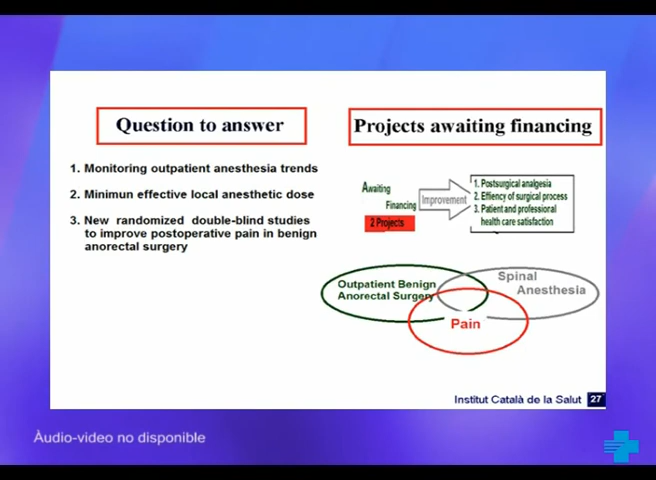 Question to answer
1. Monitoring outpatient anesthesia trends
2. Minimun effective local anesthetic dose
3. New randomized double-blind studies
to improve postoperative pain in benign
anorectal surgery
Projects awaiting financing
Awaiting
Financing
2 Projects
Improvement
1. Postsurgical analgesia
2. Effiency of surgical process
3. Patient and professional
health care satisfaction
Outpatient Benign
Anorectal Surgery
Spinal
Anesthesia
Pain
Institut Català de la Salut 27
Àudio-video no disponible